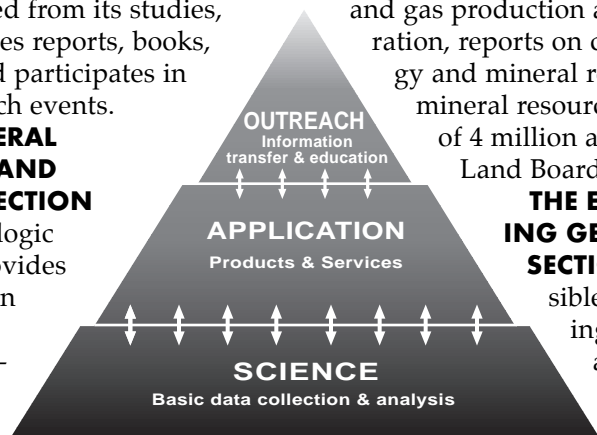 ed from its studies,
es reports, books,
d participates in
ch events.
ERAL
AND
ECTION
logic
ovides
n
–
OUTREACH
Information
transfer & education
APPLICATION
Products & Services
SCIENCE
Basic data collection & analysis
and gas production a
ration, reports on c
gy and mineral r
mineral resour
of 4 million a
Land Board
THE E
ING GE
SECTI
sible
ing
a